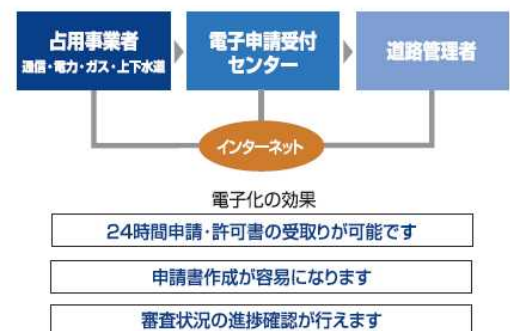 占用事業者
通信・電力・ガス・上下水道
電子申請受付
センター
道路管理者
インターネット
電子化の効果
24時間申請・許可書の受取りが可能です
申請書作成が容易になります
審査状況の進捗確認が行えます